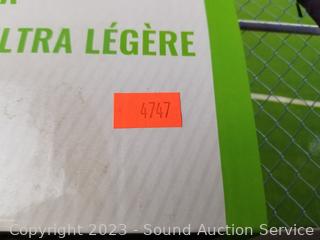 LTRA LÉGÈRE
4747
Copyright 2023 - Sound Auction Service